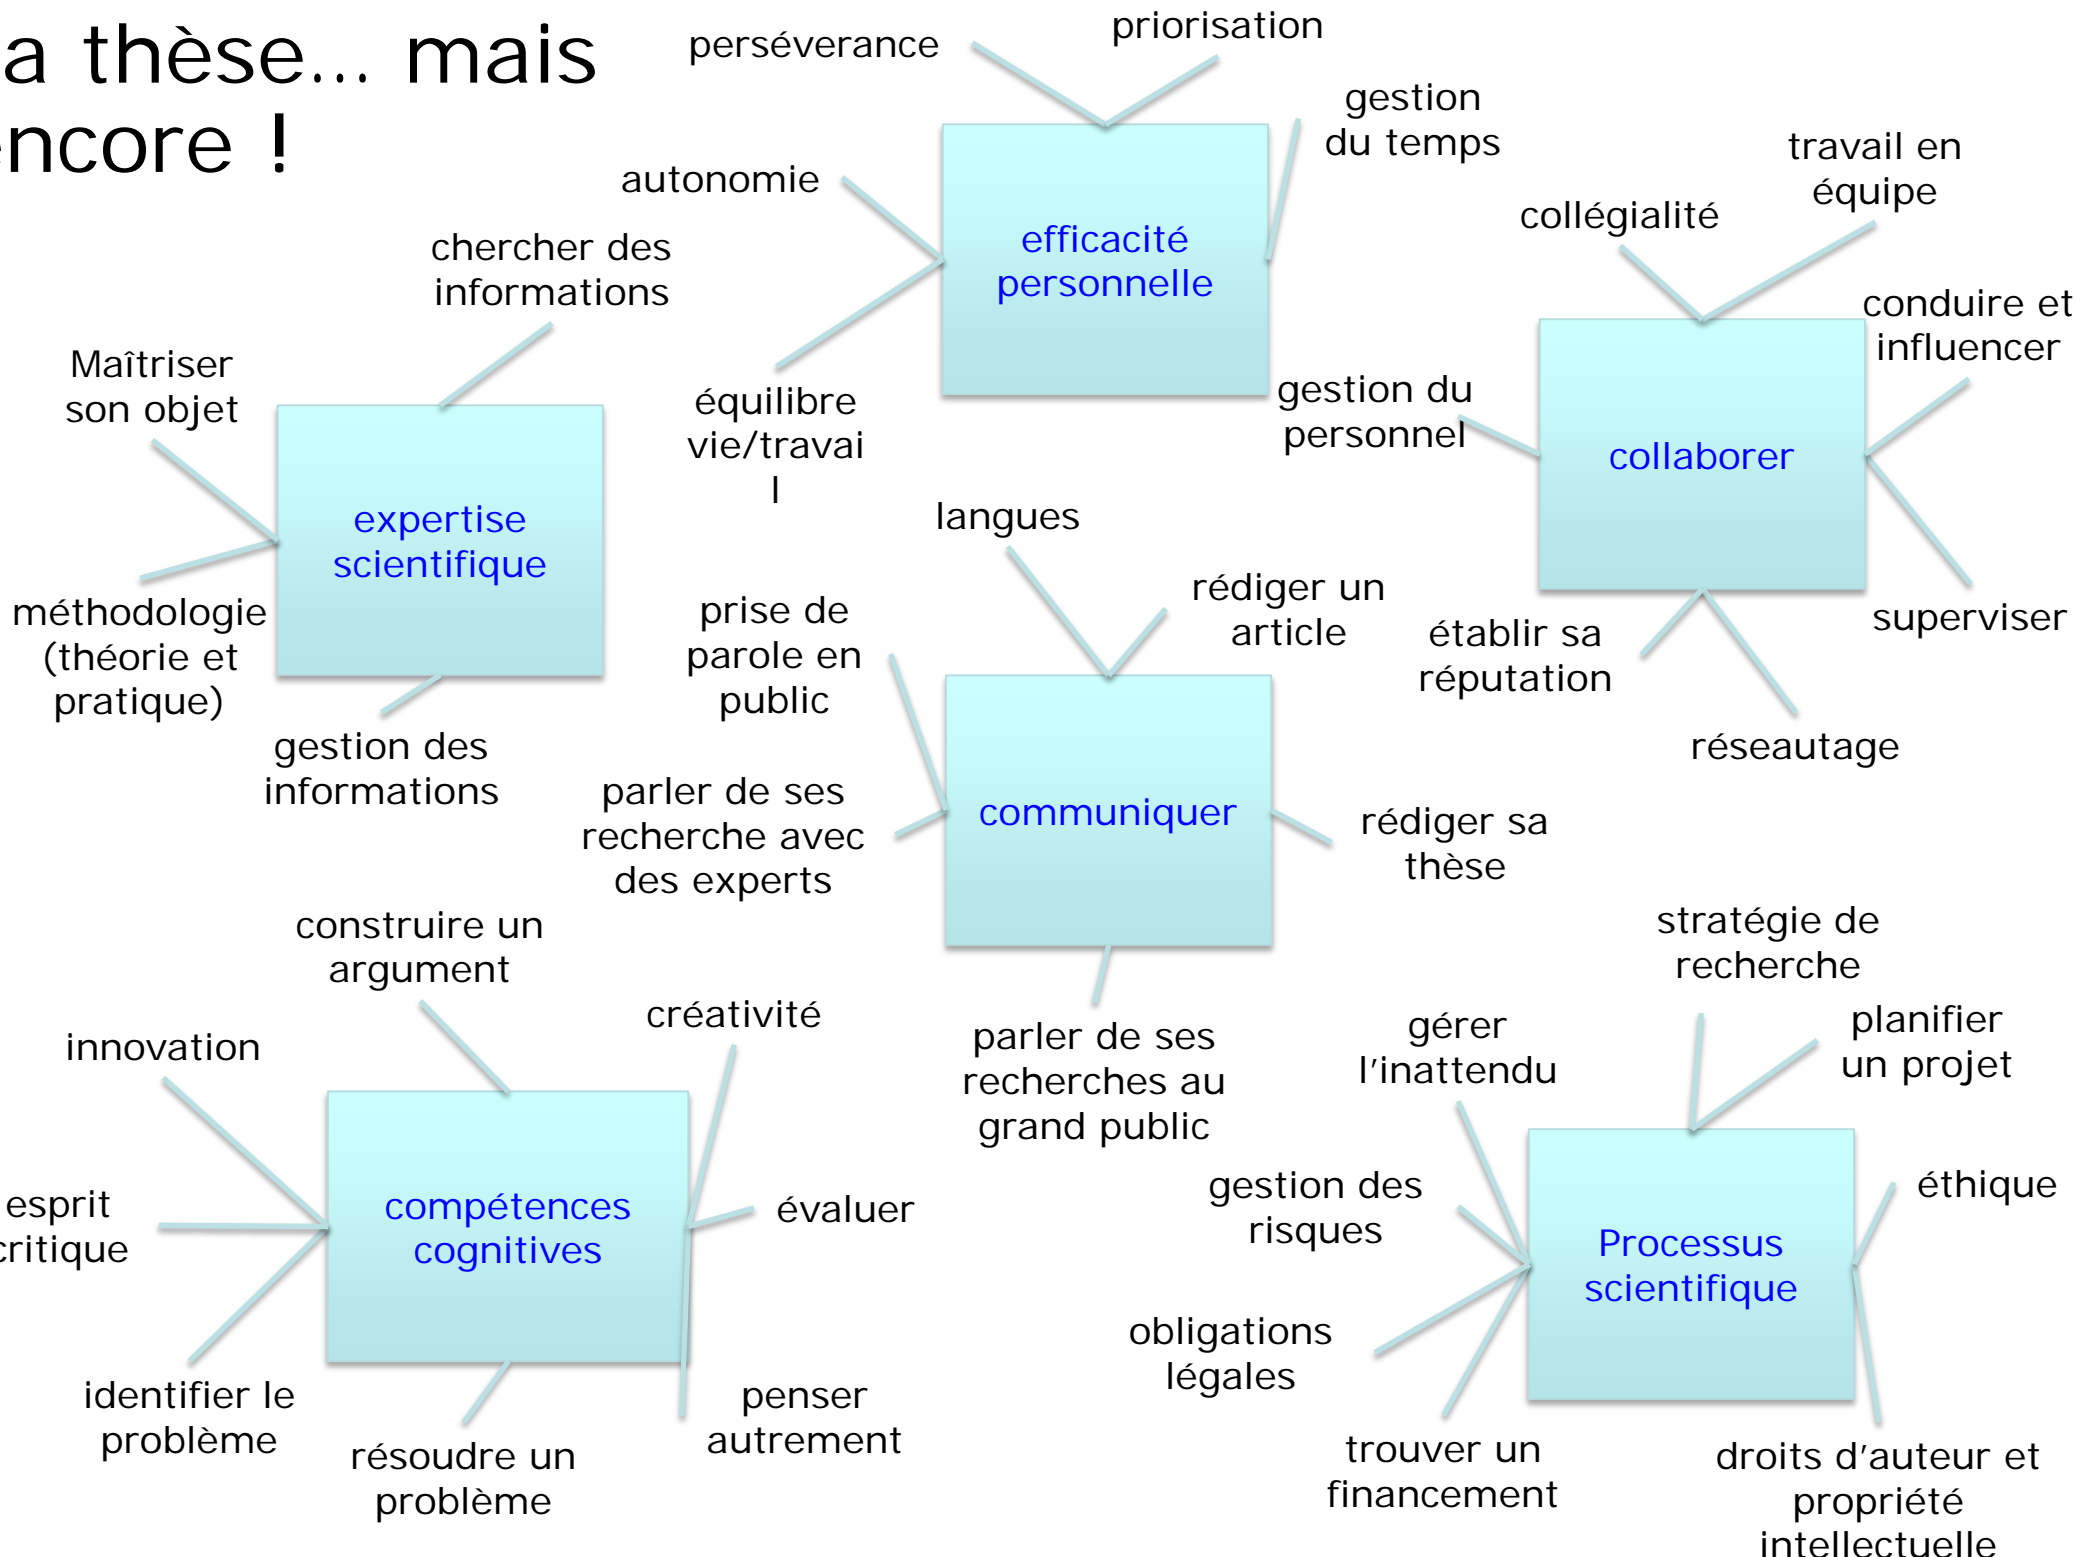 a thèse... mais
encore !
persévérance
priorisation
gestion
du temps
autonomie
équilibre
vie/travai
l
efficacité
personnelle
travail en
équipe
collégialité
conduire et
influencer
gestion du
personnel
collaborer
superviser
établir sa
réputation
réseautage
chercher des
informations
Maîtriser
son objet
expertise
scientifique
méthodologie
(théorie et
pratique)
gestion des
informations
langues
rédiger un
article
prise de
parole en
public
communiquer
parler de ses
recherche avec
des experts
rédiger sa
thèse
parler de ses
recherches au
grand public
construire un
argument
créativité
innovation
esprit
critique
compétences
cognitives
évaluer
identifier le
problème
résoudre un
problème
penser
autrement
stratégie de
recherche
planifier
un projet
gérer
l'inattendu
gestion des
risques
éthique
Processus
scientifique
obligations
légales
trouver un
financement
droits d'auteur et
propriété
intellectuelle